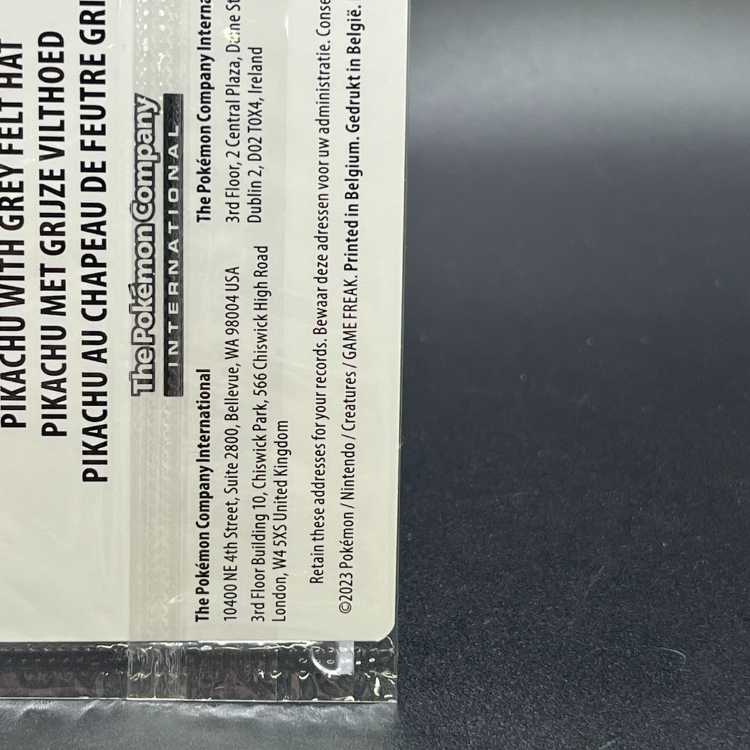 PIKACHU WITH GREY FELT HAT
PIKACHU MET GRIJZE VILTHOED
PIKACHU AU CHAPEAU DE FEUTRE GRI
The Pokémon Company
INTERNATIONAL
The Pokémon Company International
10400 NE 4th Street, Suite 2800, Bellevue, WA 98004 USA
3rd Floor Building 10, Chiswick Park, 566 Chiswick High Road
London, W4 5XS United Kingdom
The Pokémon Company Interna
3rd Floor, 2 Central Plaza, Dame St
Dublin 2, D02 T0X4, Ireland
Retain these addresses for your records. Bewaar deze adressen voor uw administratie. Conse
©2023 Pokémon / Nintendo / Creatures / GAME FREAK. Printed in Belgium. Gedrukt in België.